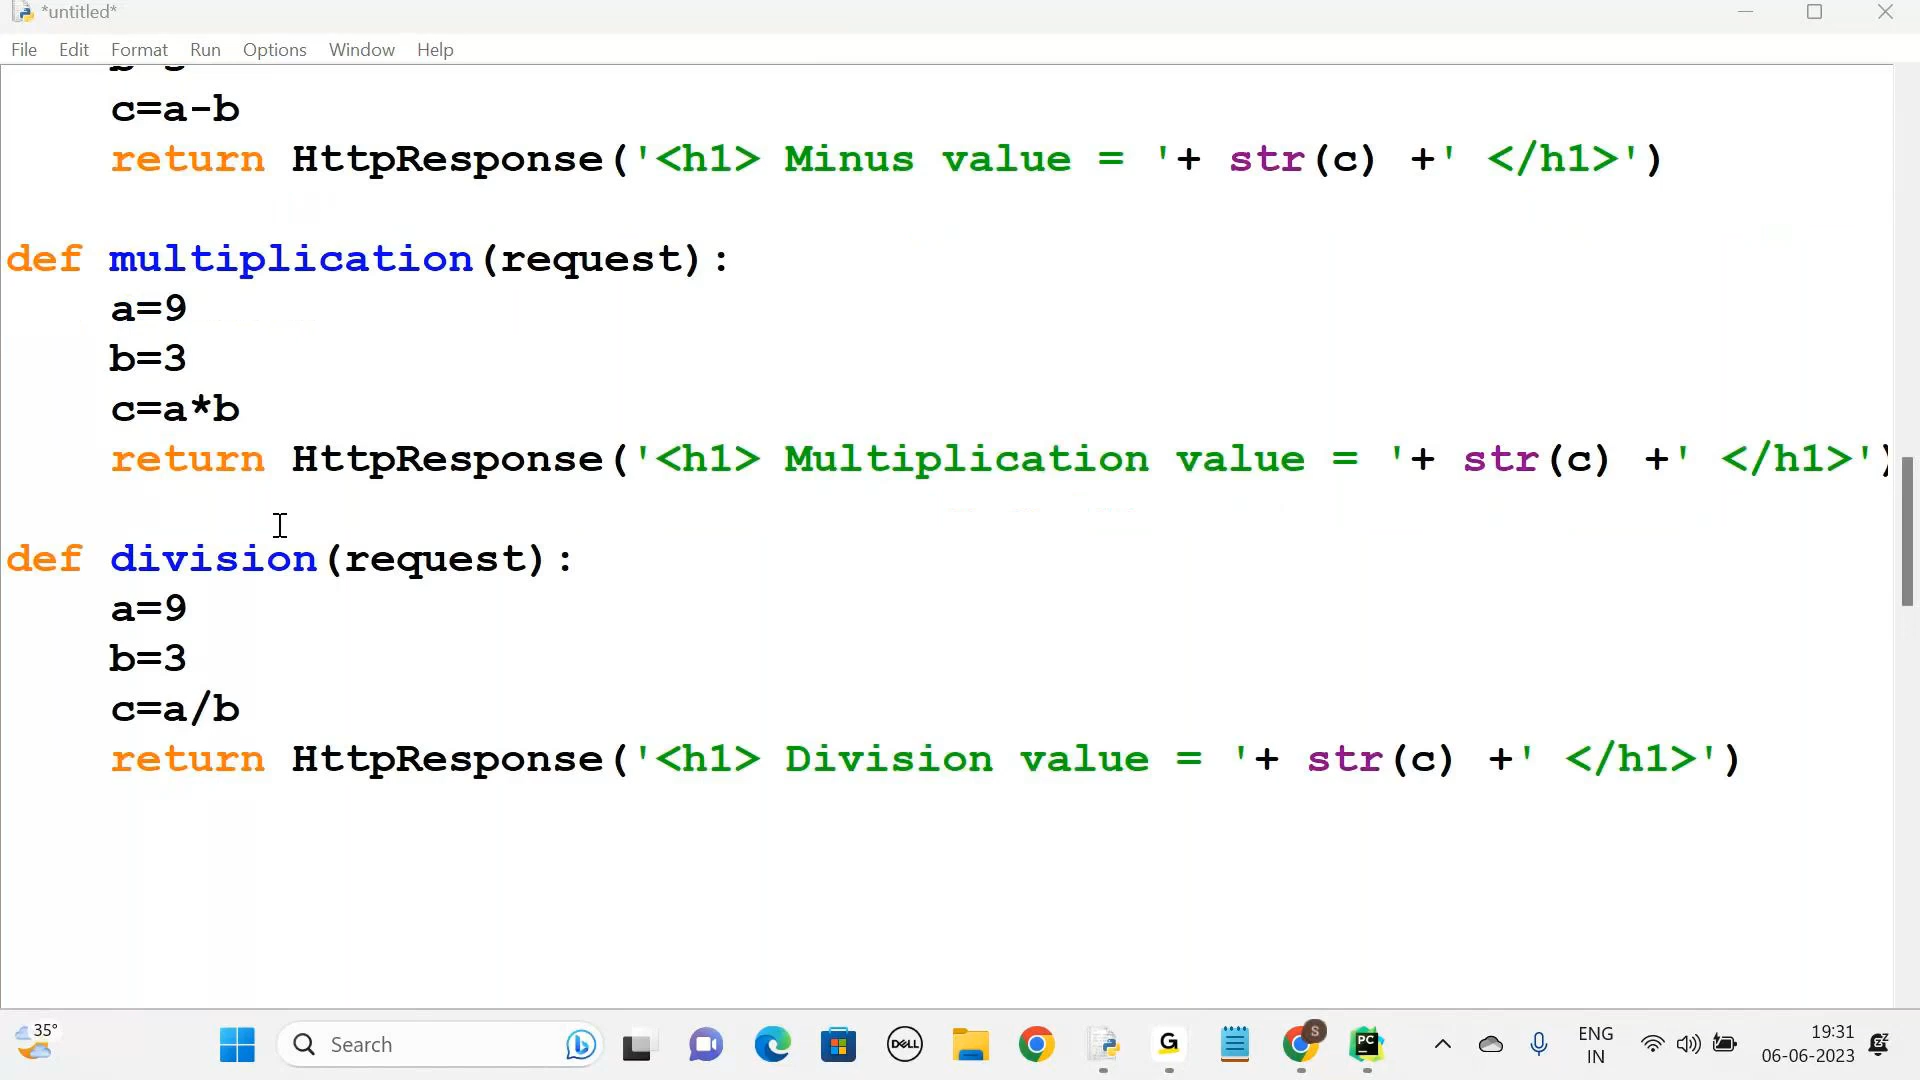 *untitled*
File Edit Format Run Options Window Help
c=a-b
return HttpResponse('<h1> Minus value = '+ str(c) +' </h1>')
def multiplication(request):
a=9
b=3
c=a*b
return HttpResponse('<h1> Multiplication value = '+ str(c) +' </h1>')
def division(request):
a=9
b=3
c=a/b
return HttpResponse('<h1> Division value = '+ str(c) +' </h1>')
35°
Search
DELL
G
S
PC
ENG
IN
19:31
06-06-2023